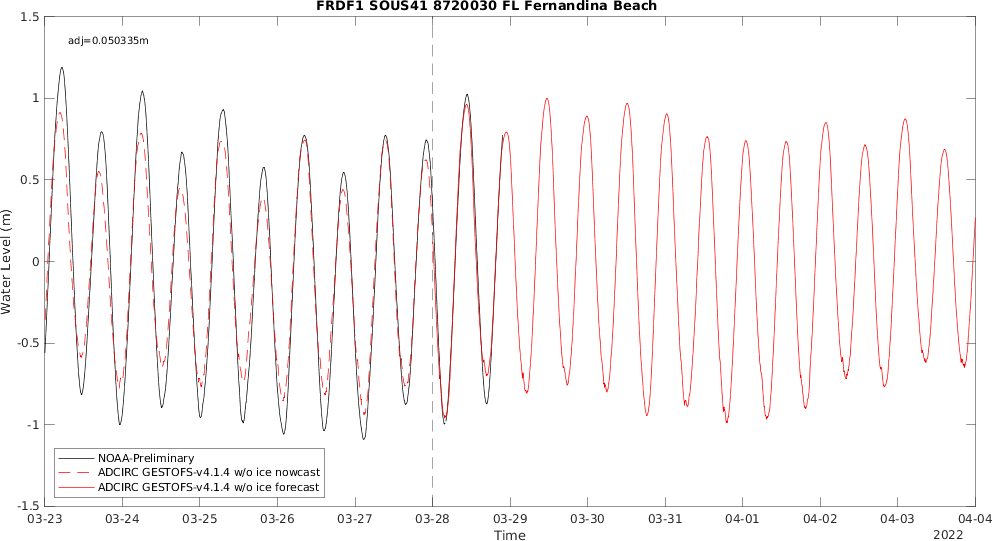 FRDF1 SOUS41 8720030 FL Fernandina Beach
adj=0.050335m
1.5
1
0.5
0
-0.5
-1
-1.5
Water Level (m)
NOAA-Preliminary
ADCIRC GESTOFS-v4.1.4 w/o ice nowcast
ADCIRC GESTOFS-v4.1.4 w/o ice forecast
03-23 03-24 03-25 03-26 03-27 03-28 03-29 03-30 03-31 04-01 04-02 04-03 04-04
Time
2022